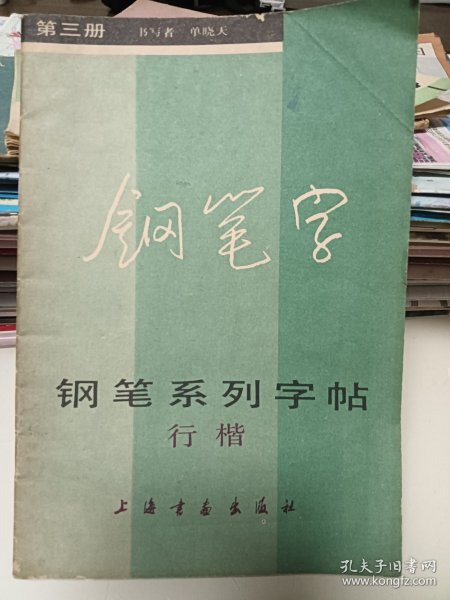 第三册 书写者 单晓天
钢笔字
钢笔系列字帖
行楷
上海书画出版社
孔夫子旧书网
www.kongfz.com